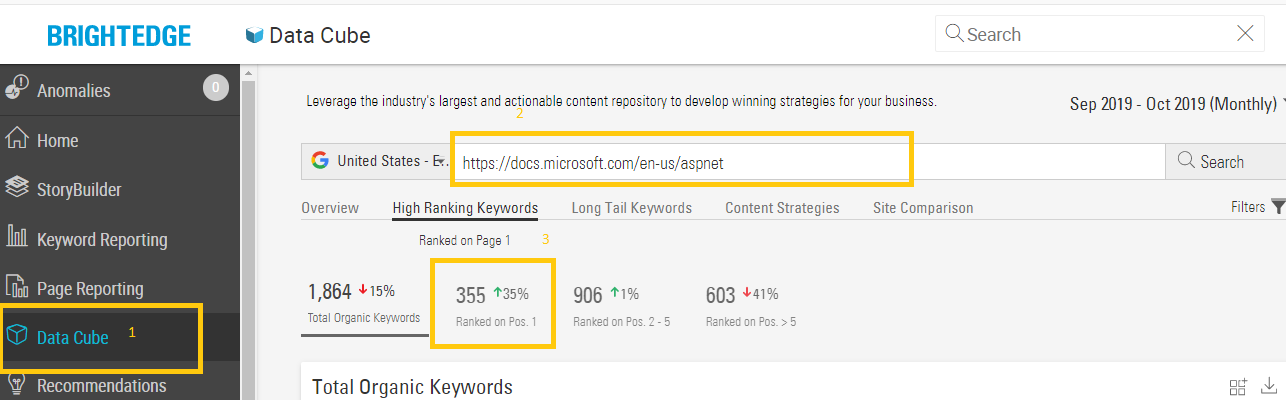 BRIGHTEDGE
Data Cube
Search
Anomalies
0
Home
StoryBuilder
Keyword Reporting
Page Reporting
Data Cube 1
Recommendations
Leverage the industry's largest and actionable content repository to develop winning strategies for your business.
Sep 2019 - Oct 2019 (Monthly)
2
United States - E...
https://docs.microsoft.com/en-us/aspnet
Search
Overview High Ranking Keywords Long Tail Keywords Content Strategies Site Comparison Filters
Ranked on Page 1
3
1,864 15% 355 35% 906 1% 603 41%
Total Organic Keywords Ranked on Pos. 1 Ranked on Pos. 2 - 5 Ranked on Pos. > 5
Total Organic Keywords